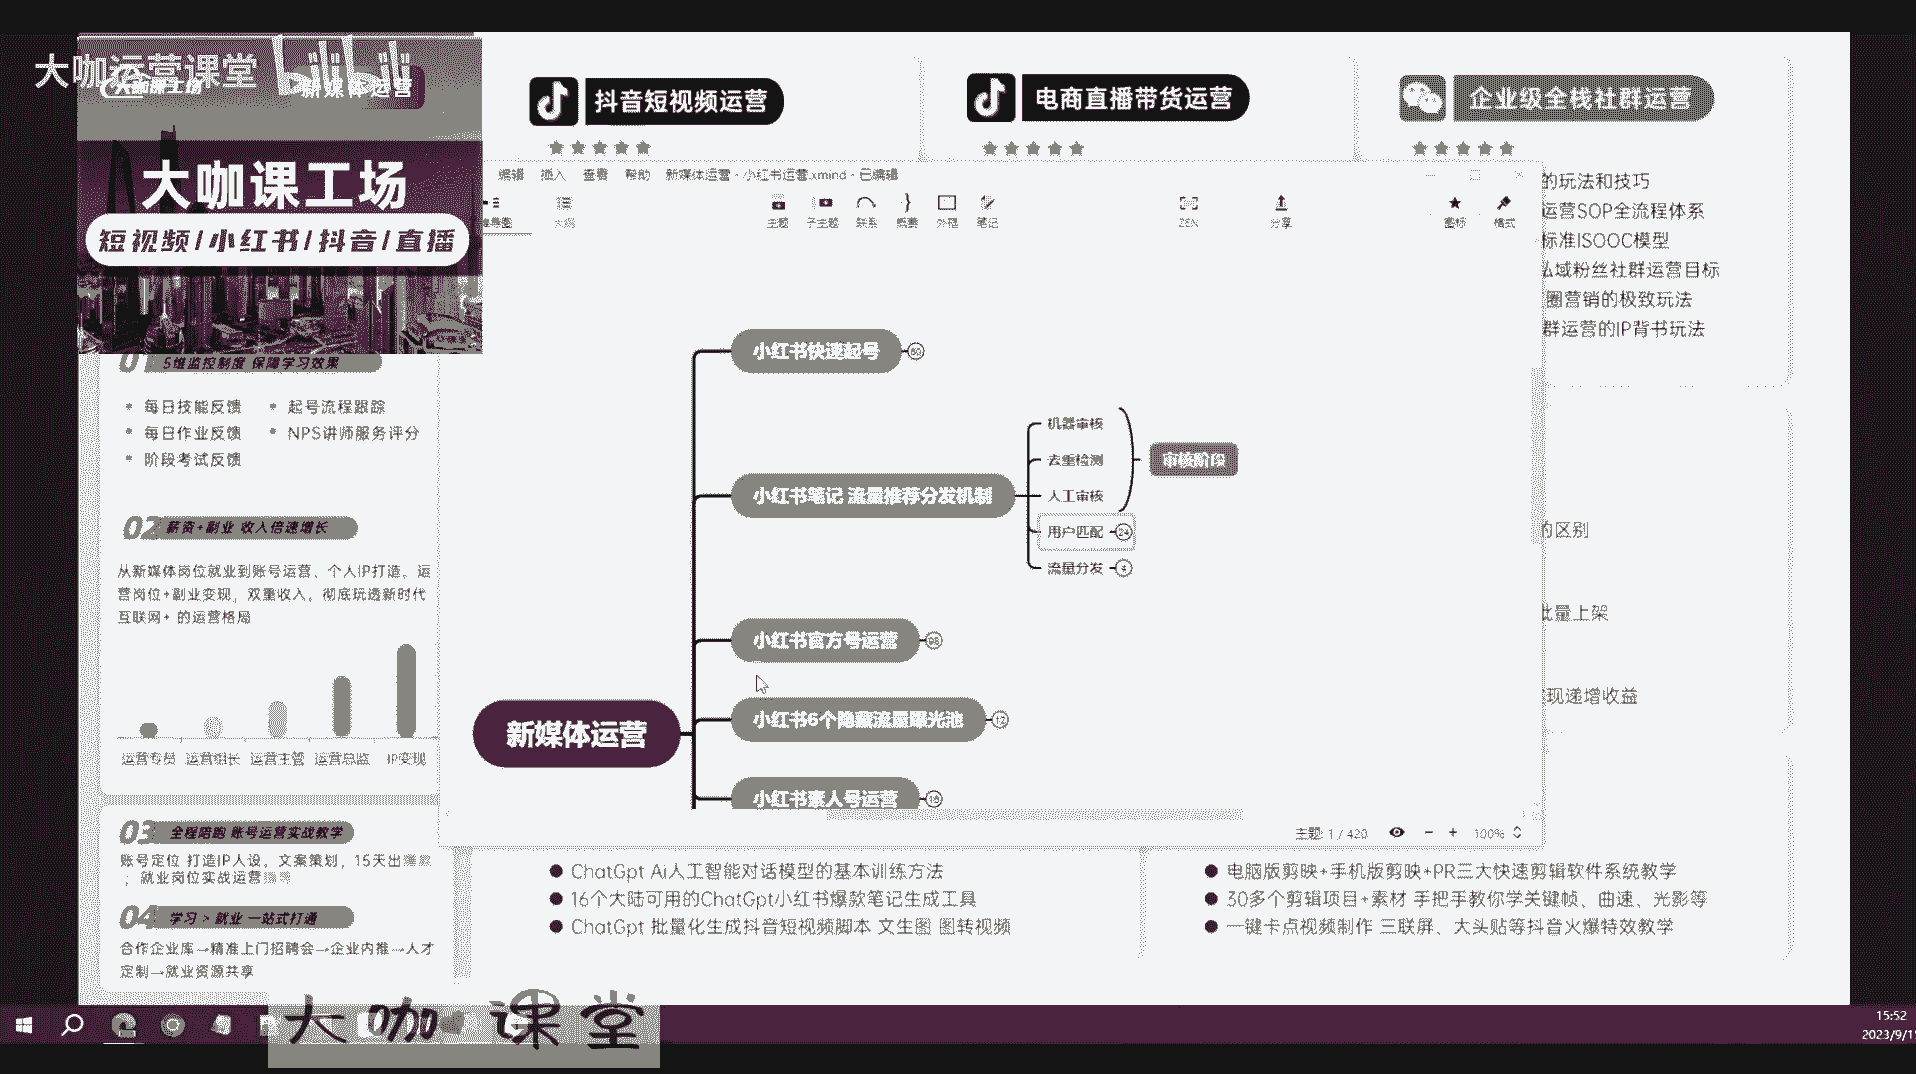 大咖运营课堂 bilibili
大咖课工场
新媒体运营
大咖课工场
短视频/小红书/抖音/直播
抖音短视频运营
电商直播带货运营
企业级全栈社群运营
编辑 插入 查看 帮助 新媒体运营 - 小红书运营.xmind - 已编辑
大纲
主题 子主题 联系 概要 外框 笔记
ZEN
分享
图标 格式
小红书快速起号
小红书笔记 流量推荐分发机制
机器审核
去重检测
人工审核
审核阶段
用户匹配 24
流量分发 4
小红书官方号运营
小红书6个隐藏流量曝光池 12
小红书素人号运营
新媒体运营
主题: 1 / 420
100%
的玩法和技巧
运营SOP全流程体系
标准ISOOC模型
私域粉丝社群运营目标
圈营销的极致玩法
群运营的IP背书玩法
的区别
批量上架
现递增收益
01 5维监控制度 保障学习效果
每日技能反馈
起号流程跟踪
每日作业反馈
NPS讲师服务评分
阶段考试反馈
02 薪资+副业 收入倍速增长
从新媒体岗位就业到账号运营、个人IP打造。运
营岗位+副业变现，双重收入。彻底玩透新时代
互联网+ 的运营格局
运营专员 运营组长 运营主管 运营总监 IP变现
03 全程陪跑 账号运营实战教学
账号定位 打造IP人设，文案策划，15天出
；就业岗位实战运营
04 学习 > 就业 一站式打通
合作企业库→精准上门招聘会→企业内推→人才
定制→就业资源共享
ChatGpt Ai人工智能对话模型的基本训练方法
16个大陆可用的ChatGpt小红书爆款笔记生成工具
ChatGpt 批量化生成抖音短视频脚本 文生图 图转视频
电脑版剪映+手机版剪映+PR三大快速剪辑软件系统教学
30多个剪辑项目+素材 手把手教你学关键帧、曲速、光影等
一键卡点视频制作 三联屏、大头贴等抖音火爆特效教学
大咖课堂
15:52
2023/9/1